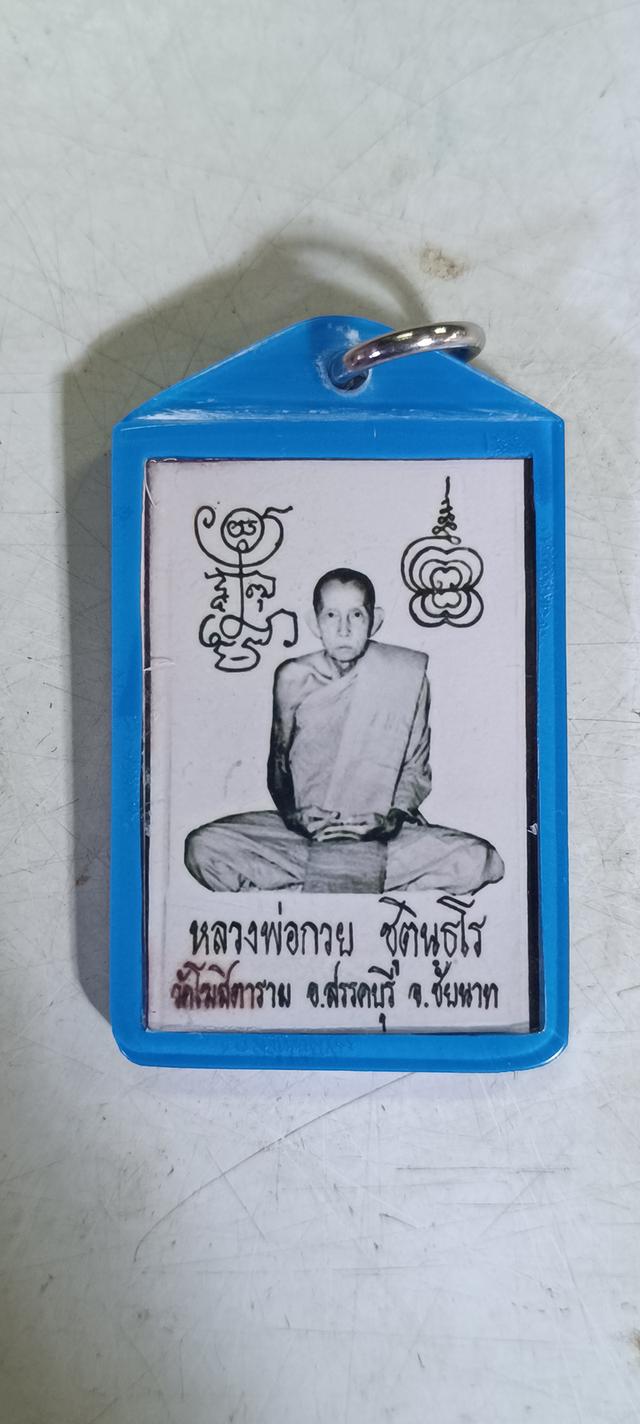 หลวงพ่อกวย ชุตินฺธโร
วัดโฆสิตาราม อ.สรรคบุรี จ.ชัยนาท